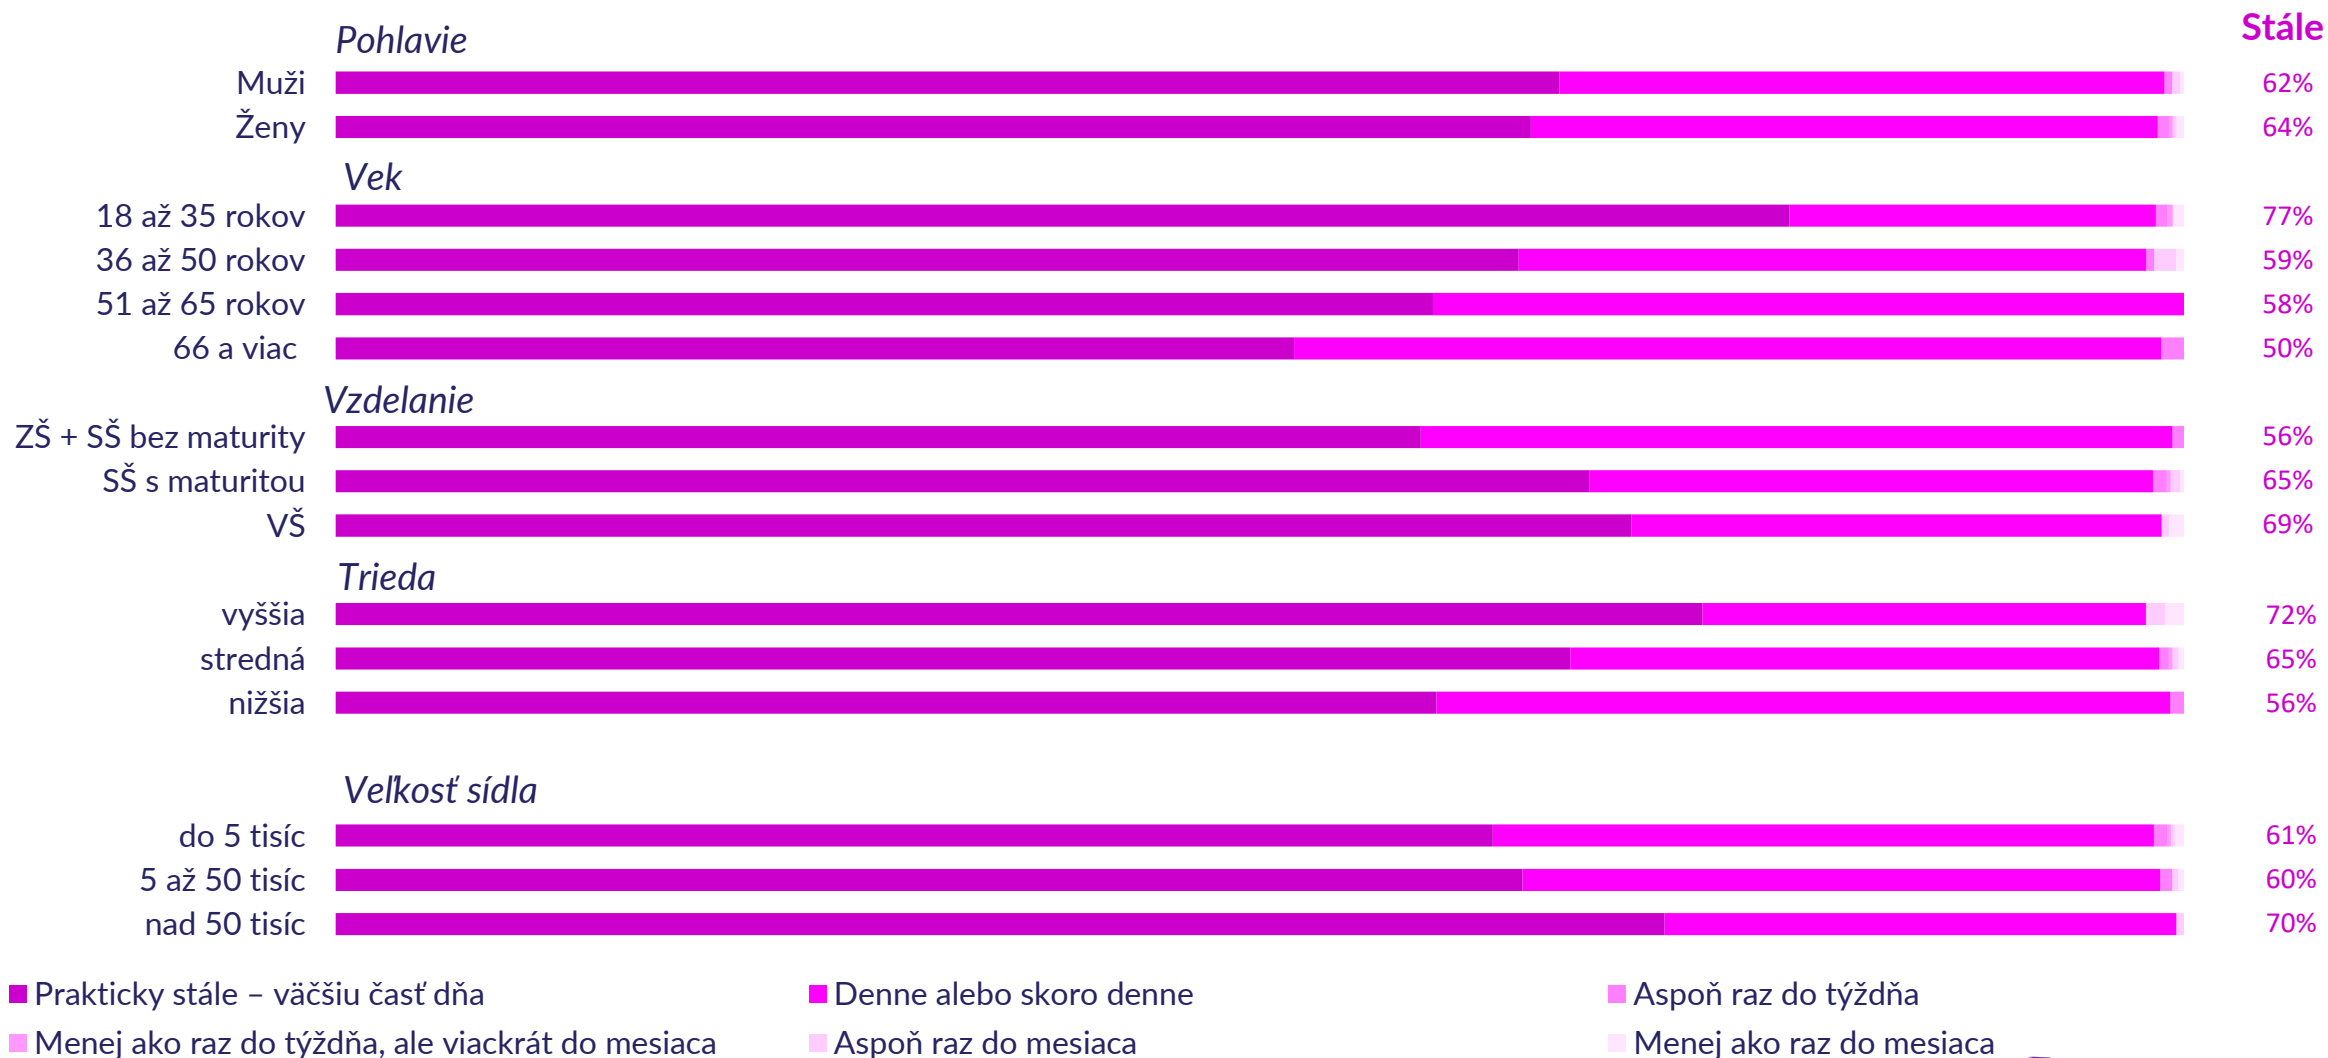 Stále
Pohlavie
Muži 62%
Ženy 64%
Vek
18 až 35 rokov 77%
36 až 50 rokov 59%
51 až 65 rokov 58%
66 a viac 50%
Vzdelanie
ZŠ + SŠ bez maturity 56%
SŠ s maturitou 65%
VŠ 69%
Trieda
vyššia 72%
stredná 65%
nižšia 56%
Veľkosť sídla
do 5 tisíc 61%
5 až 50 tisíc 60%
nad 50 tisíc 70%
Prakticky stále – väčšiu časť dňa Denne alebo skoro denne Aspoň raz do týždňa
Menej ako raz do týždňa, ale viackrát do mesiaca Aspoň raz do mesiaca Menej ako raz do mesiaca